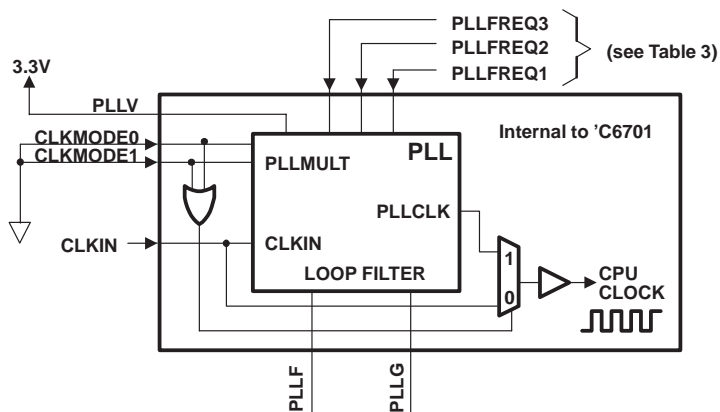 PLLFREQ3
PLLFREQ2
PLLFREQ1
(see Table 3)
3.3V
PLLV
CLKMODE0
CLKMODE1
Internal to ’C6701
PLL
PLLMULT
PLLCLK
CLKIN
CLKIN
LOOP FILTER
1
0
CPU
CLOCK
PLLF
PLLG